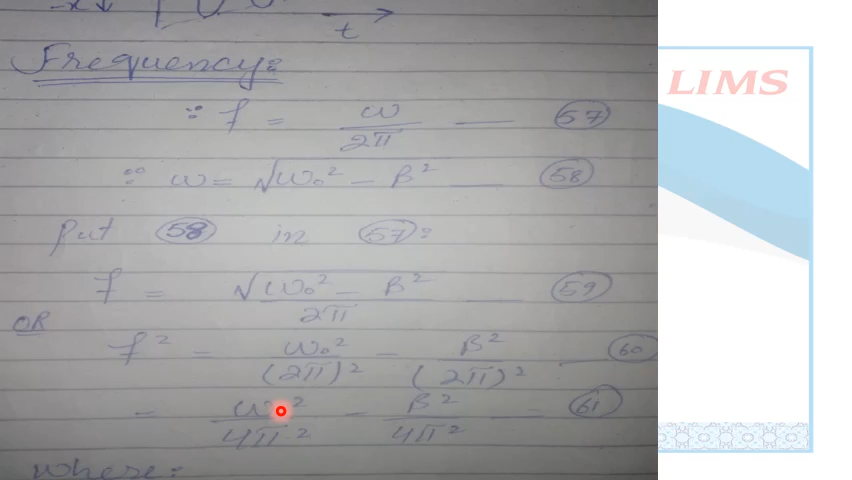 -x
t
Frequency:
∵ f = ω/2π — (57)
LIMS
∵ ω = √ω₀² - β² — (58)
Put (58) in (57):
f = √ω₀² - β² / 2π — (59)
OR
f² = ω₀²/(2π)² - β²/(2π)² — (60)
= ω₀²/4π² - β²/4π² — (61)
where: